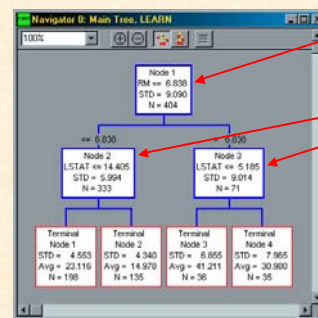 Navigator 0: Main Tree, LEARN
100%
Node 1
RM <= 6.838
STD = 9.090
N = 404
<= 6.838
> 6.838
Node 2
LSTAT <= 14.405
STD = 5.994
N = 333
Node 3
LSTAT <= 5.185
STD = 9.014
N = 71
Terminal
Node 1
STD = 4.553
Avg = 23.116
N = 198
Terminal
Node 2
STD = 4.340
Avg = 14.978
N = 135
Terminal
Node 3
STD = 6.855
Avg = 41.211
N = 36
Terminal
Node 4
STD = 7.965
Avg = 30.980
N = 35